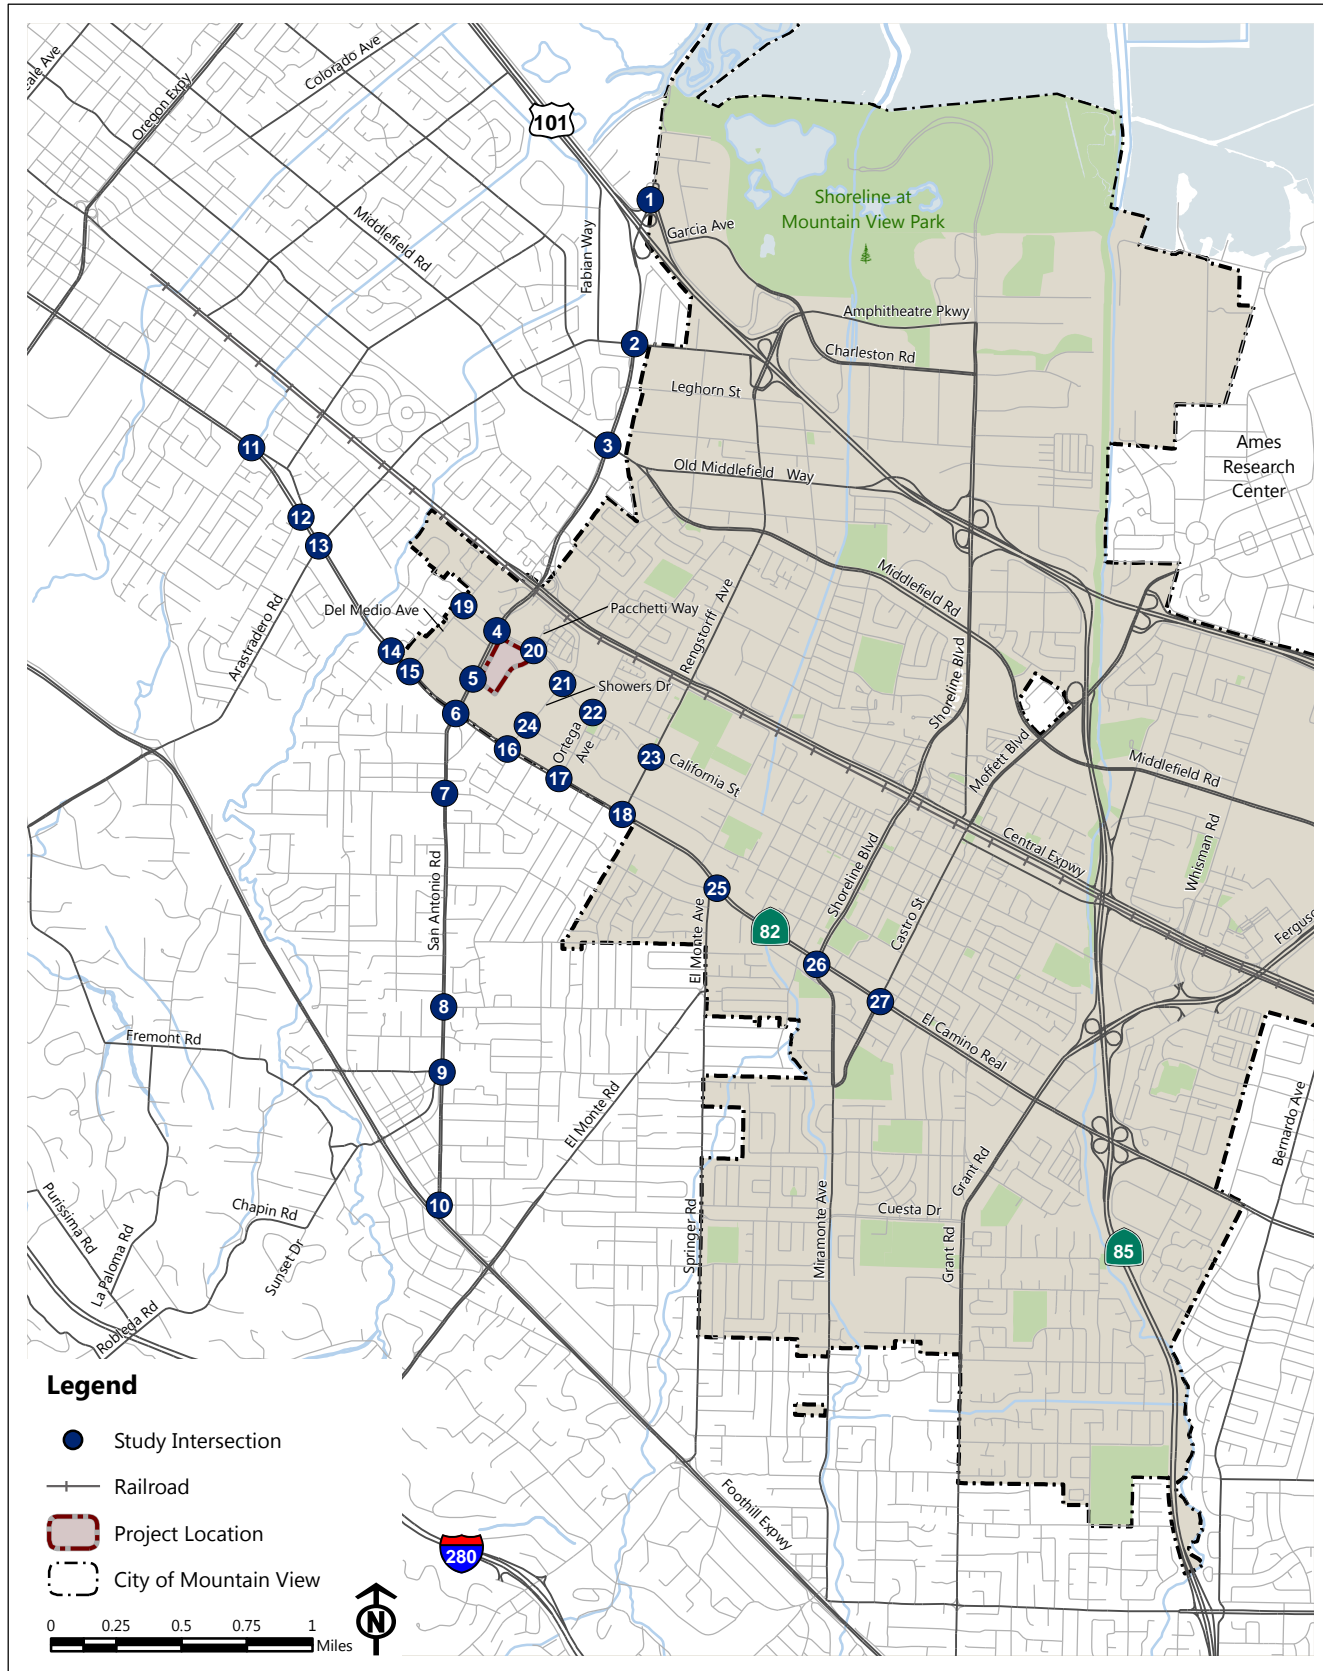 Colorado Ave
Oregon Expy
101
Shoreline at
Mountain View Park
1
Garcia Ave
Middlefield Rd
Fabian Way
Amphitheatre Pkwy
2
Charleston Rd
Leghorn St
11
3
Ames
Research
Center
Old Middlefield Way
12
13
Middlefield Rd
Del Medio Ave
19
Pacchetti Way
Rengstorff Ave
Arastradero Rd
4
14
20
Shoreline Blvd
15
5
21
Showers Dr
6
24
22
Ortega
Ave
Moffett Blvd
16
23
California St
Middlefield Rd
17
7
18
Central Expwy
Whisman Rd
San Antonio Rd
Shoreline Blvd
25
El Monte Ave
Castro St
82
Ferguso
26
27
8
El Camino Real
Fremont Rd
9
El Monte Rd
Bernardo Ave
Grant Rd
Purissima Rd
Chapin Rd
10
Cuesta Dr
La Paloma Rd
Sunset Dr
Springer Rd
Miramonte Ave
Grant Rd
85
Robleda Rd
Legend
Study Intersection
Railroad
Project Location
City of Mountain View
0 0.25 0.5 0.75 1
Miles
N
280
Foothill Expwy